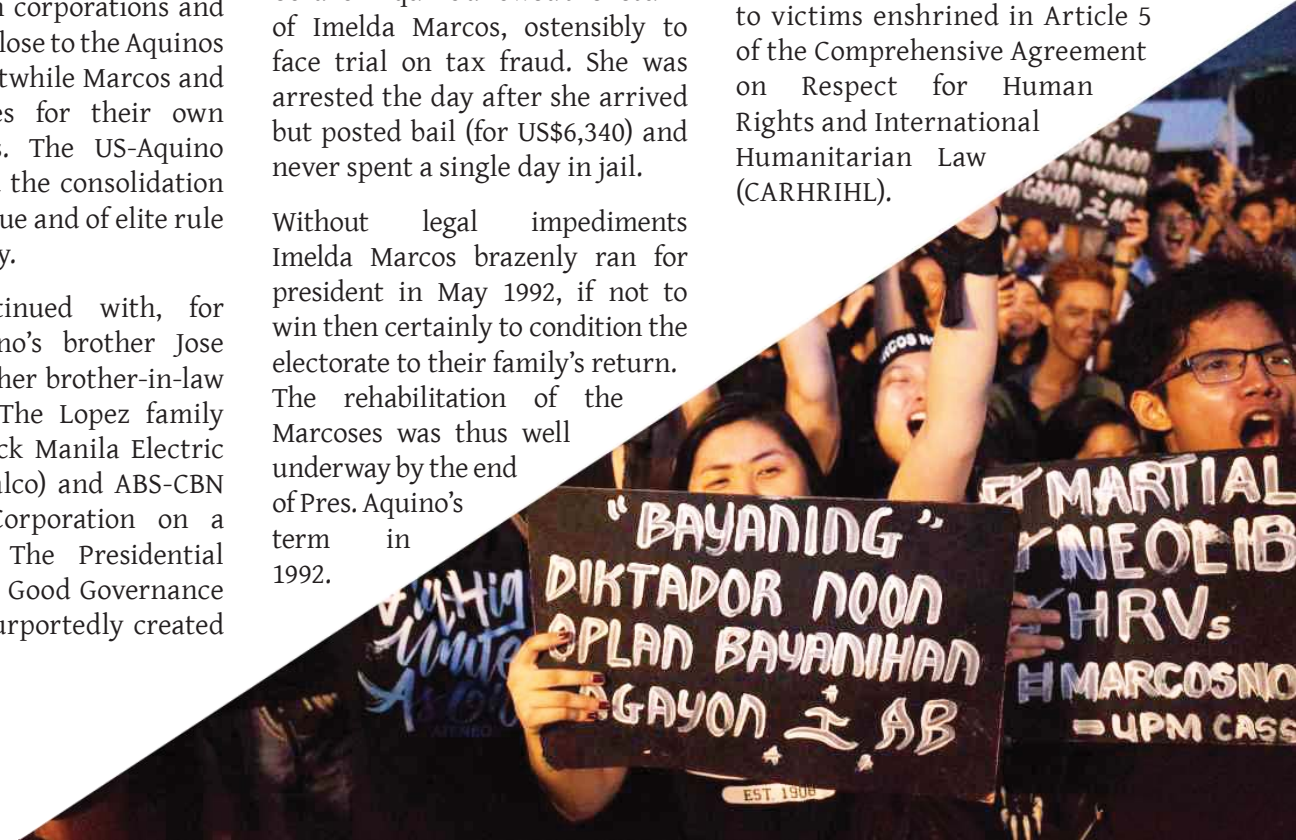 corporations and
lose to the Aquinos
twhile Marcos and
es for their own
s. The US-Aquino
the consolidation
ue and of elite rule
y.
tinued with, for
no's brother Jose
her brother-in-law
The Lopez family
ck Manila Electric
alco) and ABS-CBN
Corporation on a
The Presidential
Good Governance
urportedly created
of Imelda Marcos, ostensibly to
face trial on tax fraud. She was
arrested the day after she arrived
but posted bail (for US$6,340) and
never spent a single day in jail.
Without legal impediments
Imelda Marcos brazenly ran for
president in May 1992, if not to
win then certainly to condition the
electorate to their family's return.
The rehabilitation of the
Marcoses was thus well
underway by the end
of Pres. Aquino's
term in
1992.
to victims enshrined in Article 5
of the Comprehensive Agreement
on Respect for Human
Rights and International
Humanitarian Law
(CARHRIHL).
"BAYANING"
DIKTADOR NOON
OPLAN BAYANIHAN
NGAYON AB
MARTIAL
NEOLIB
HRVs
#MARCOSNO
-UPM CASS
ATENEO
EST. 1908